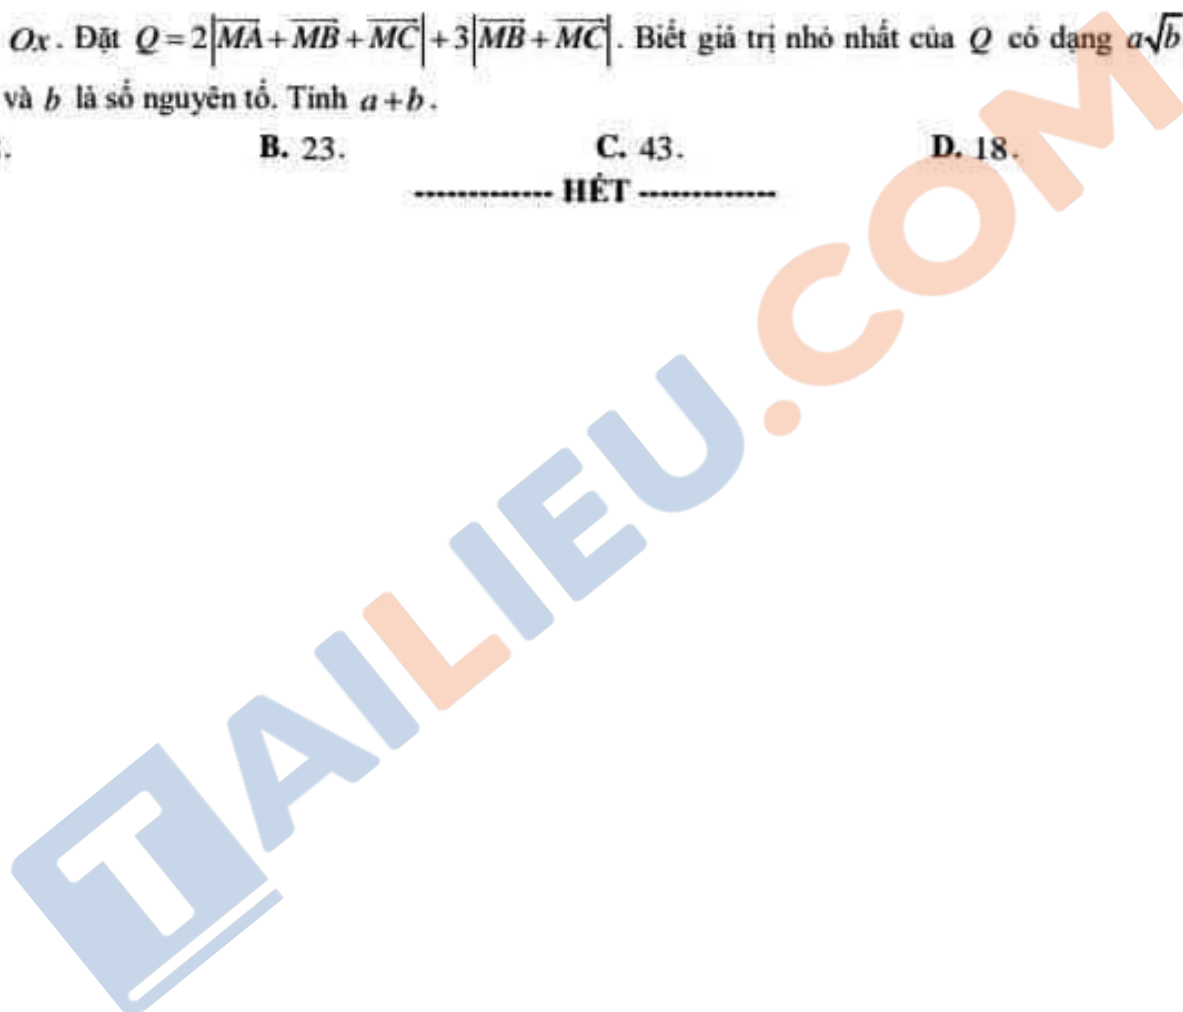 Ox. Đặt Q = 2|MA + MB + MC| + 3|MB + MC|. Biết giá trị nhỏ nhất của Q có dạng a√b
và b là số nguyên tố. Tính a + b.
. B. 23. C. 43. D. 18.
------------- HẾT -------------
TAILIEU.COM